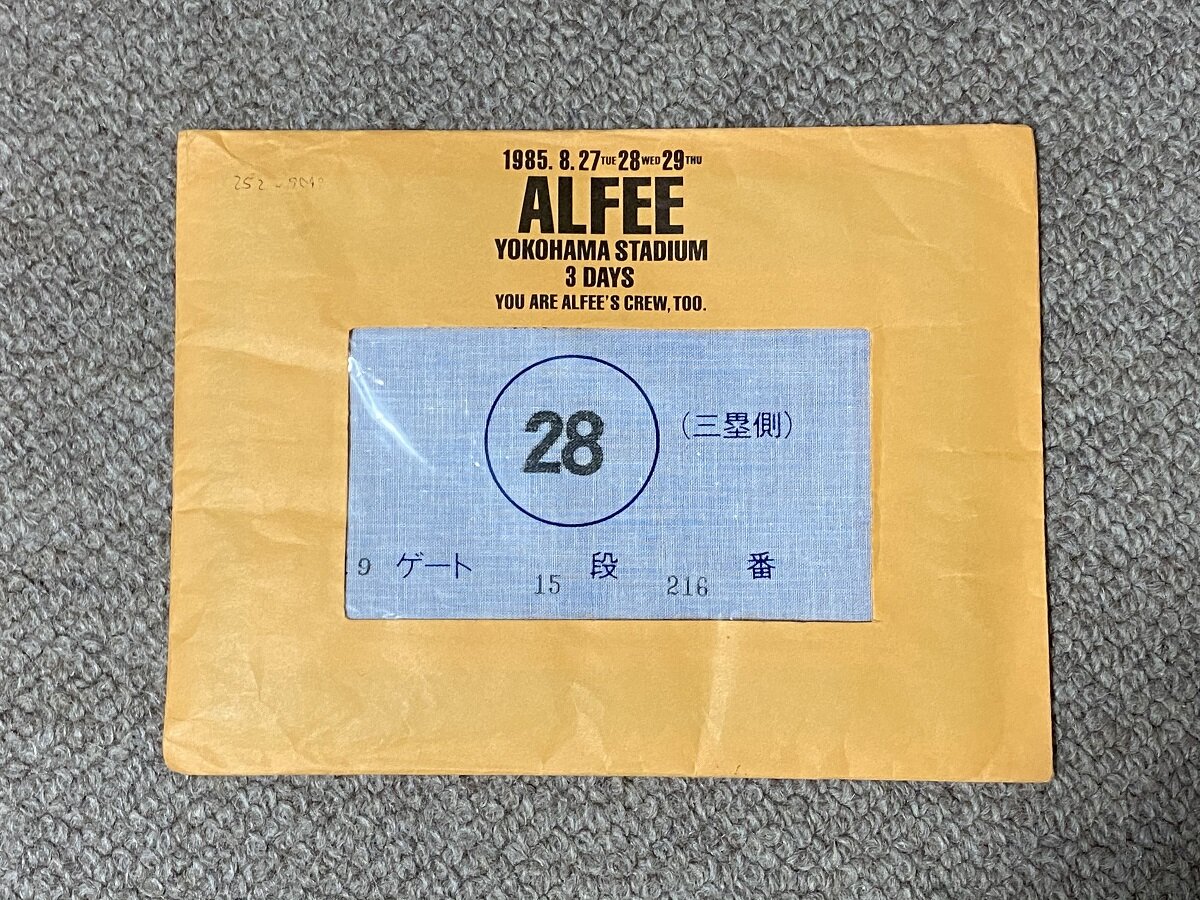 1985. 8. 27TUE 28WED 29THU
ALFEE
YOKOHAMA STADIUM
3 DAYS
YOU ARE ALFEE'S CREW, TOO.
28 (三塁側)
9 ゲート 15 段 216 番